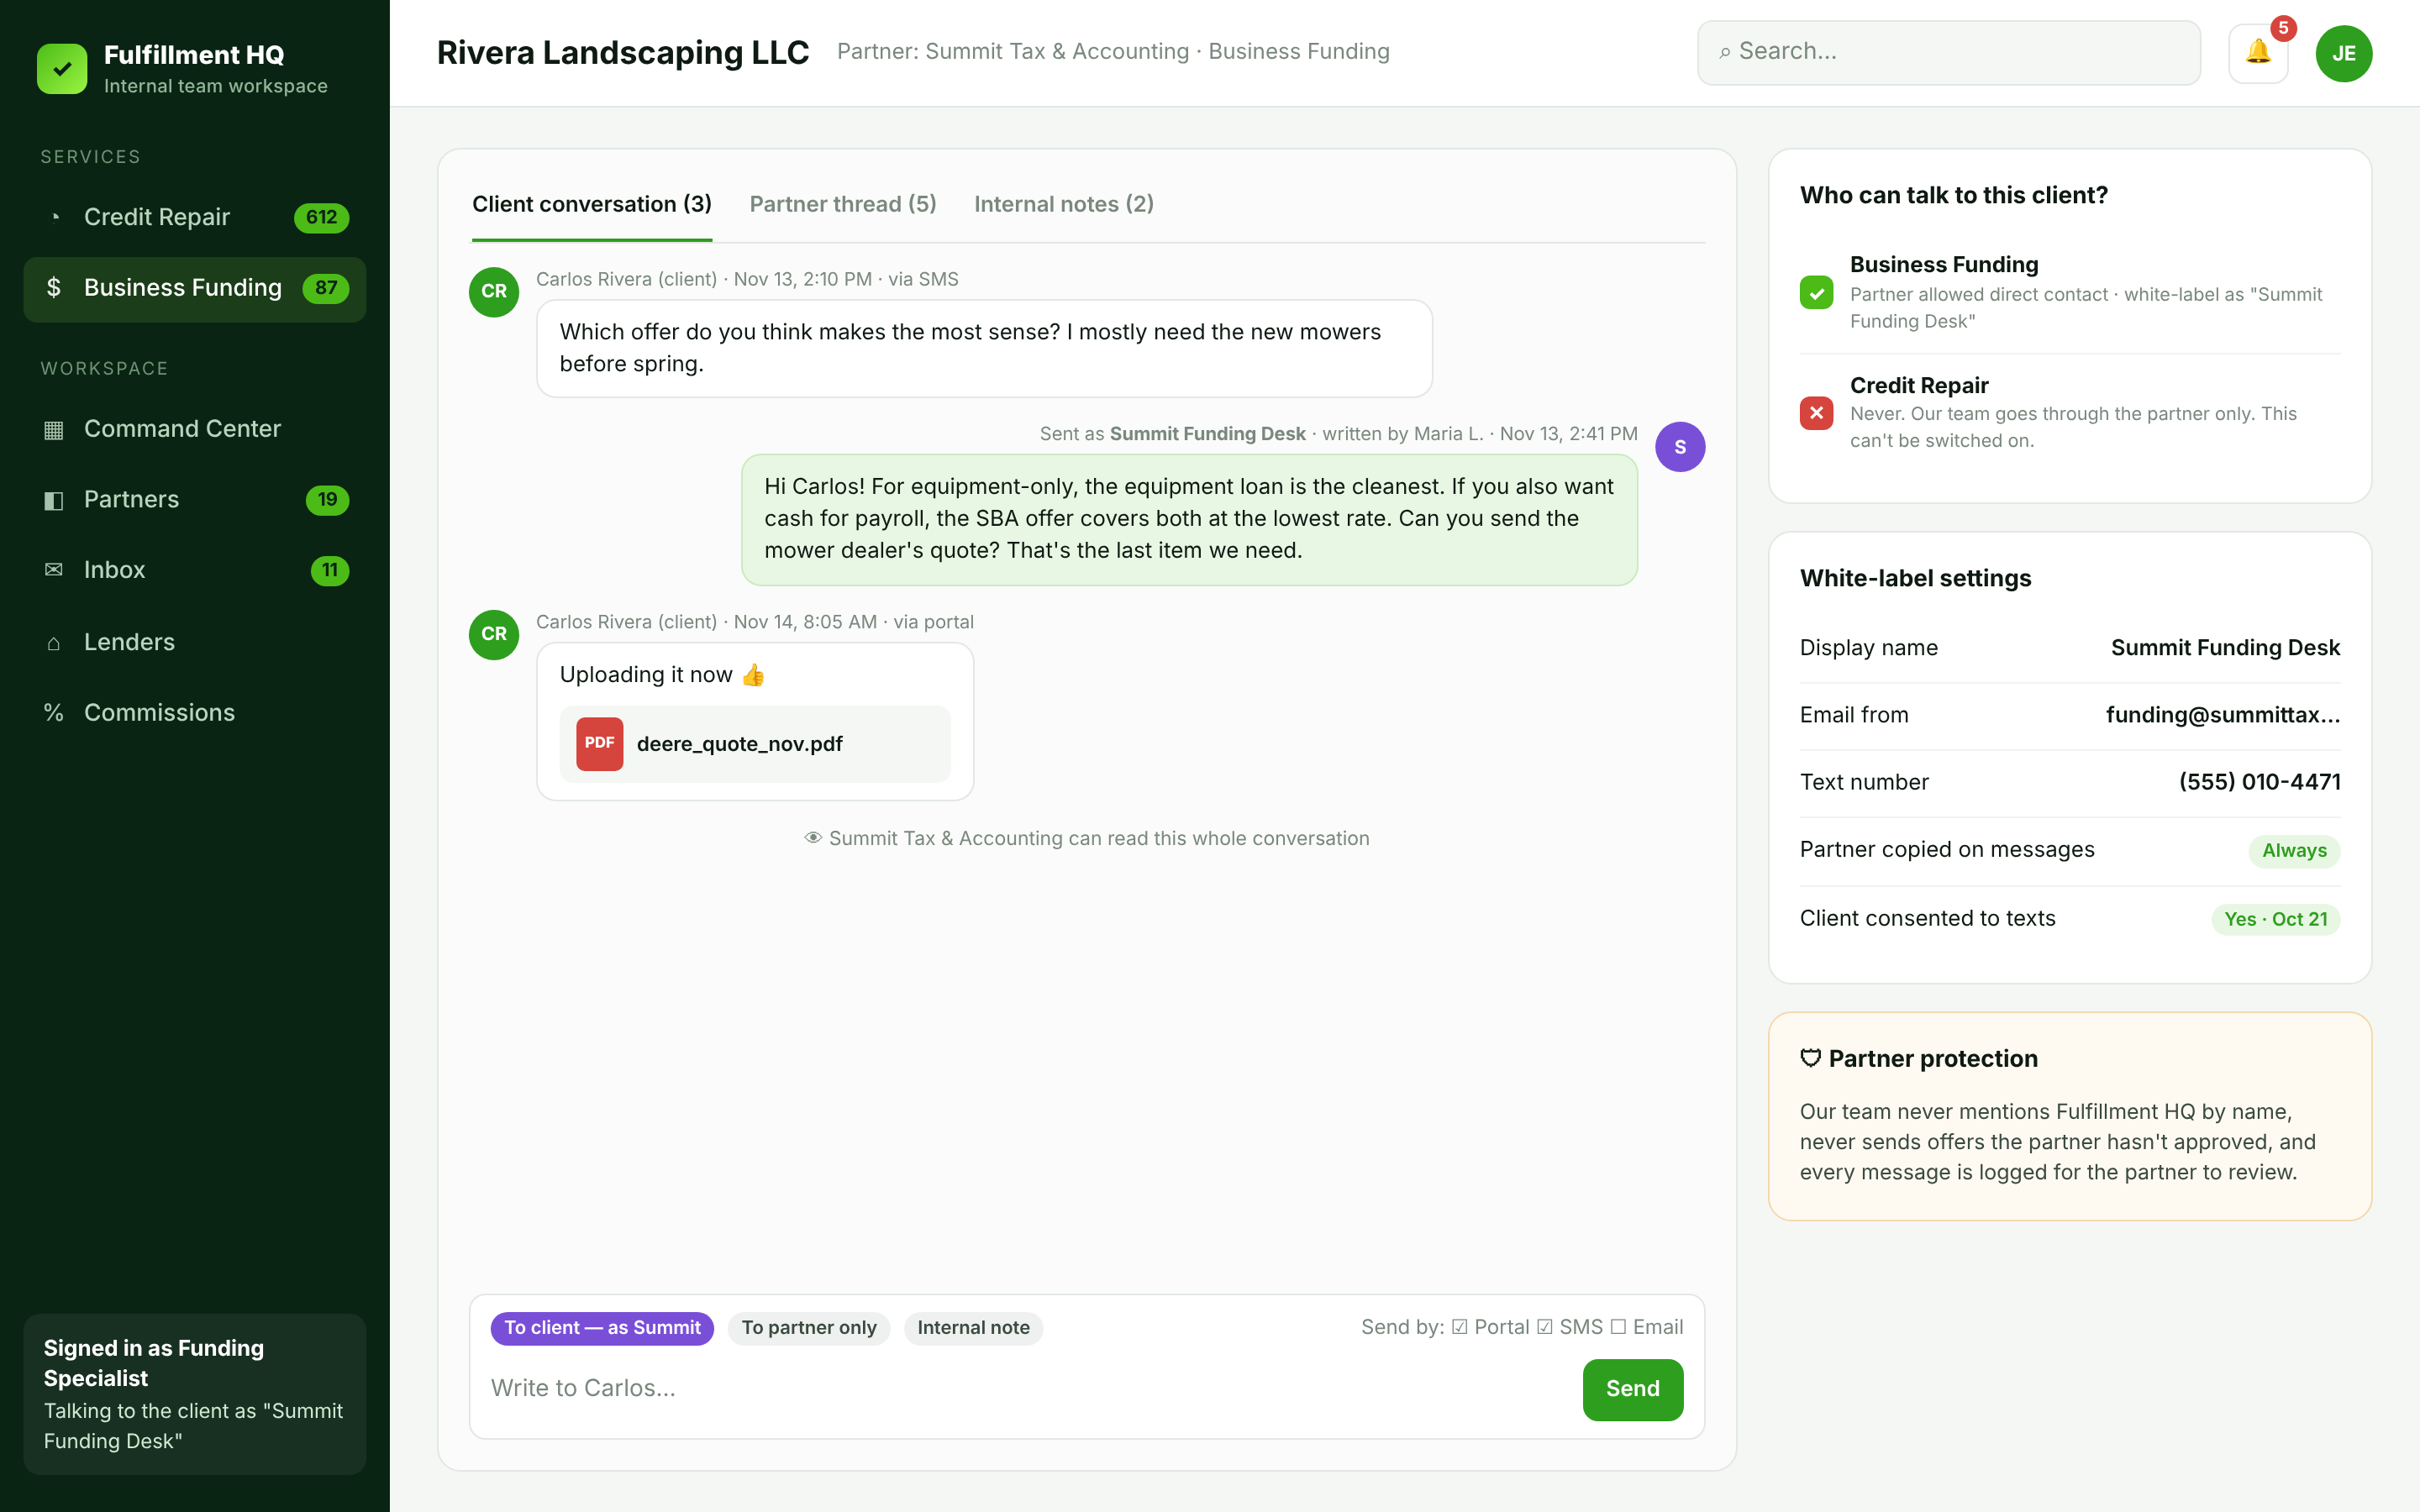 Fulfillment HQ
Internal team workspace
SERVICES
Credit Repair 612
$ Business Funding 87
WORKSPACE
Command Center
Partners 19
Inbox 11
Lenders
% Commissions
Signed in as Funding
Specialist
Talking to the client as "Summit
Funding Desk"
Rivera Landscaping LLC Partner: Summit Tax & Accounting · Business Funding
Search...
5
JE
Client conversation (3) Partner thread (5) Internal notes (2)
CR
Carlos Rivera (client) · Nov 13, 2:10 PM · via SMS
Which offer do you think makes the most sense? I mostly need the new mowers
before spring.
Sent as Summit Funding Desk · written by Maria L. · Nov 13, 2:41 PM
S
Hi Carlos! For equipment-only, the equipment loan is the cleanest. If you also want
cash for payroll, the SBA offer covers both at the lowest rate. Can you send the
mower dealer's quote? That's the last item we need.
CR
Carlos Rivera (client) · Nov 14, 8:05 AM · via portal
Uploading it now 👍
PDF deere_quote_nov.pdf
👁 Summit Tax & Accounting can read this whole conversation
To client — as Summit To partner only Internal note Send by: ☑ Portal ☑ SMS ☐ Email
Write to Carlos...
Send
Who can talk to this client?
Business Funding
Partner allowed direct contact · white-label as "Summit
Funding Desk"
Credit Repair
Never. Our team goes through the partner only. This
can't be switched on.
White-label settings
Display name Summit Funding Desk
Email from funding@summittax...
Text number (555) 010-4471
Partner copied on messages Always
Client consented to texts Yes · Oct 21
🛡 Partner protection
Our team never mentions Fulfillment HQ by name,
never sends offers the partner hasn't approved, and
every message is logged for the partner to review.